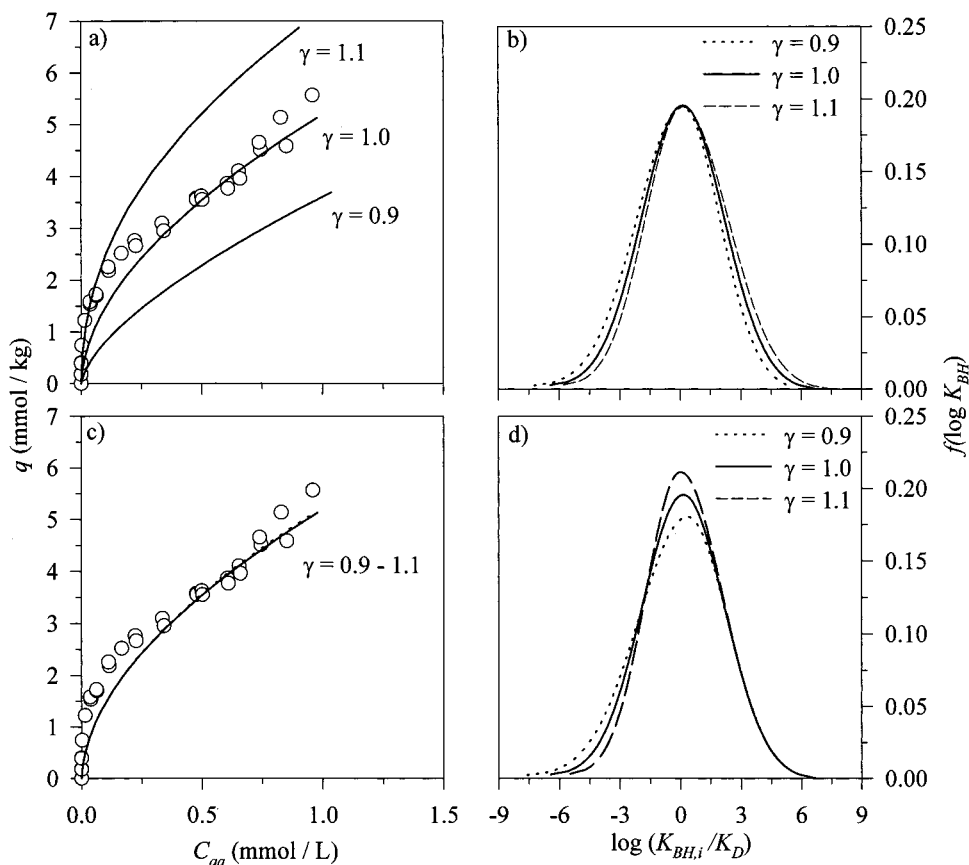 a)
γ = 1.1
γ = 1.0
γ = 0.9
7
6
5
4
3
2
1
0
b)
γ = 0.9
γ = 1.0
γ = 1.1
0.25
0.20
0.15
0.10
0.05
0.00
q (mmol / kg)
f(log K_BH)
c)
γ = 0.9 - 1.1
7
6
5
4
3
2
1
0
0.0 0.5 1.0 1.5
C_aq (mmol / L)
d)
γ = 0.9
γ = 1.0
γ = 1.1
0.25
0.20
0.15
0.10
0.05
0.00
-9 -6 -3 0 3 6 9
log (K_BH,i /K_D)